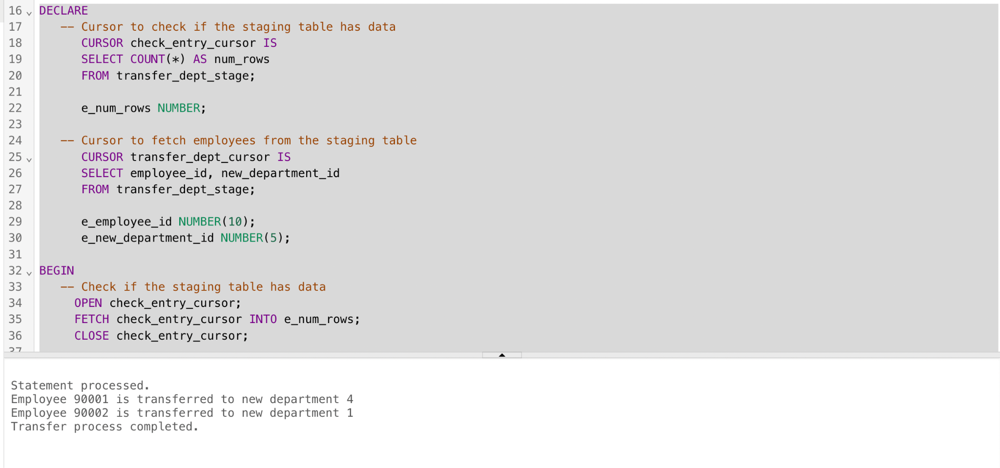 16 DECLARE
17 -- Cursor to check if the staging table has data
18 CURSOR check_entry_cursor IS
19 SELECT COUNT(*) AS num_rows
20 FROM transfer_dept_stage;
21
22 e_num_rows NUMBER;
23
24 -- Cursor to fetch employees from the staging table
25 CURSOR transfer_dept_cursor IS
26 SELECT employee_id, new_department_id
27 FROM transfer_dept_stage;
28
29 e_employee_id NUMBER(10);
30 e_new_department_id NUMBER(5);
31
32 BEGIN
33 -- Check if the staging table has data
34 OPEN check_entry_cursor;
35 FETCH check_entry_cursor INTO e_num_rows;
36 CLOSE check_entry_cursor;
37
Statement processed.
Employee 90001 is transferred to new department 4
Employee 90002 is transferred to new department 1
Transfer process completed.